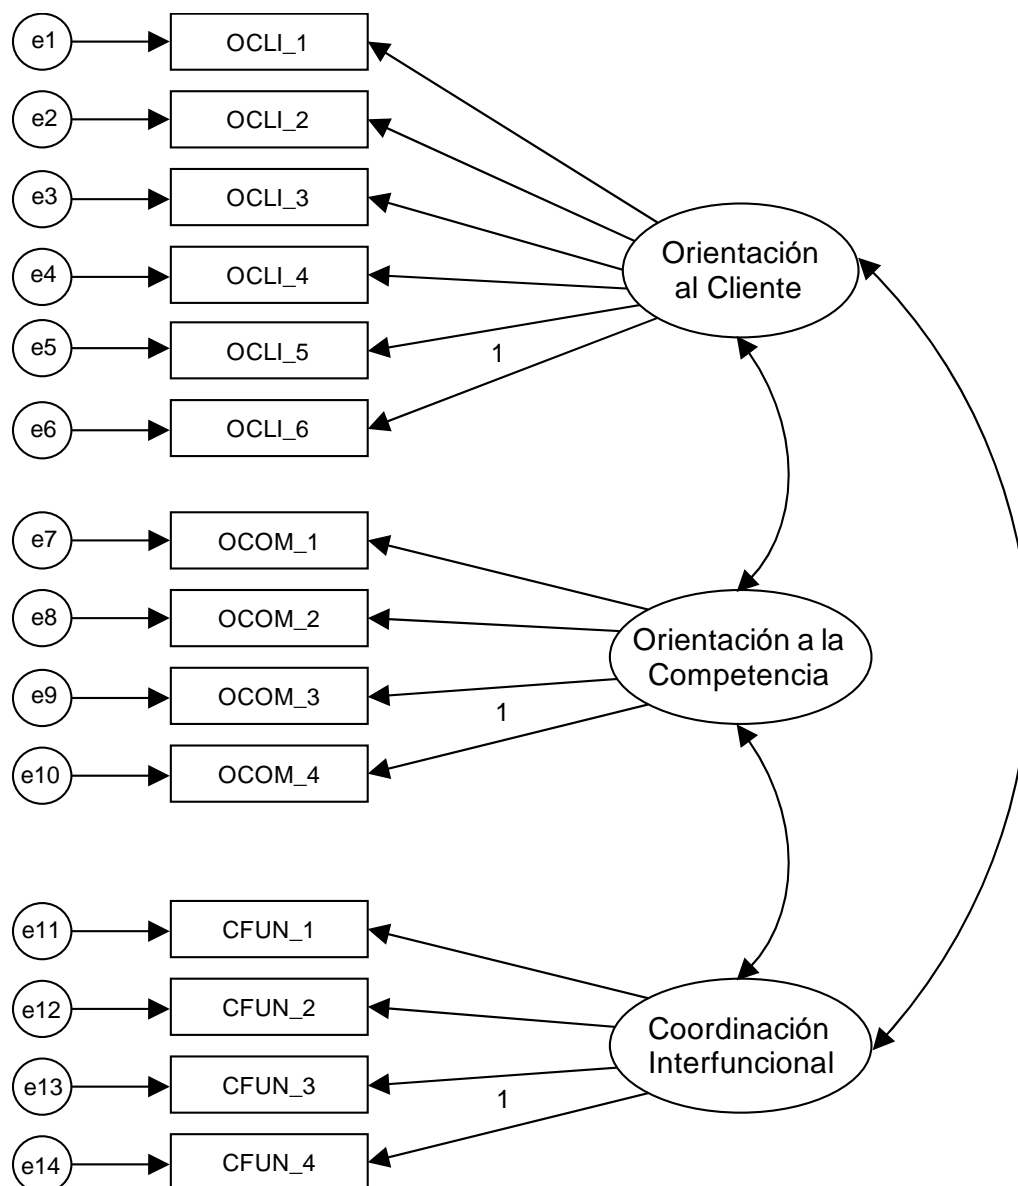 e1 OCLI_1
e2 OCLI_2
e3 OCLI_3
Orientación
al Cliente
e4 OCLI_4
e5 OCLI_5
1
e6 OCLI_6
e7 OCOM_1
e8 OCOM_2
Orientación a la
Competencia
e9 OCOM_3
1
e10 OCOM_4
e11 CFUN_1
e12 CFUN_2
Coordinación
Interfuncional
e13 CFUN_3
1
e14 CFUN_4